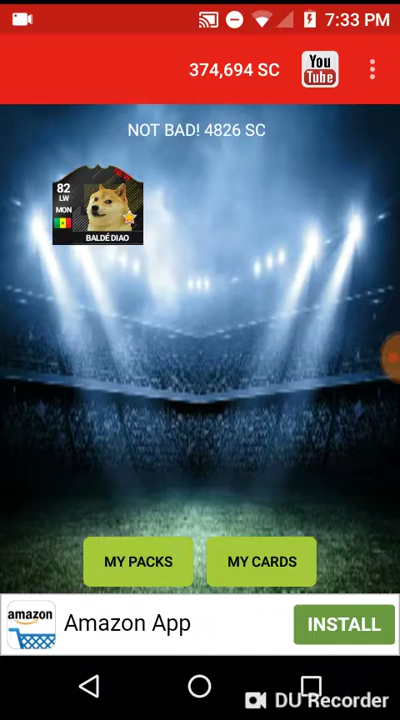 7:33 PM
374,694 SC
You
Tube
NOT BAD! 4826 SC
82
LW
MON
BALDÉ DIAO
MY PACKS
MY CARDS
amazon
Amazon App
INSTALL
DU Recorder